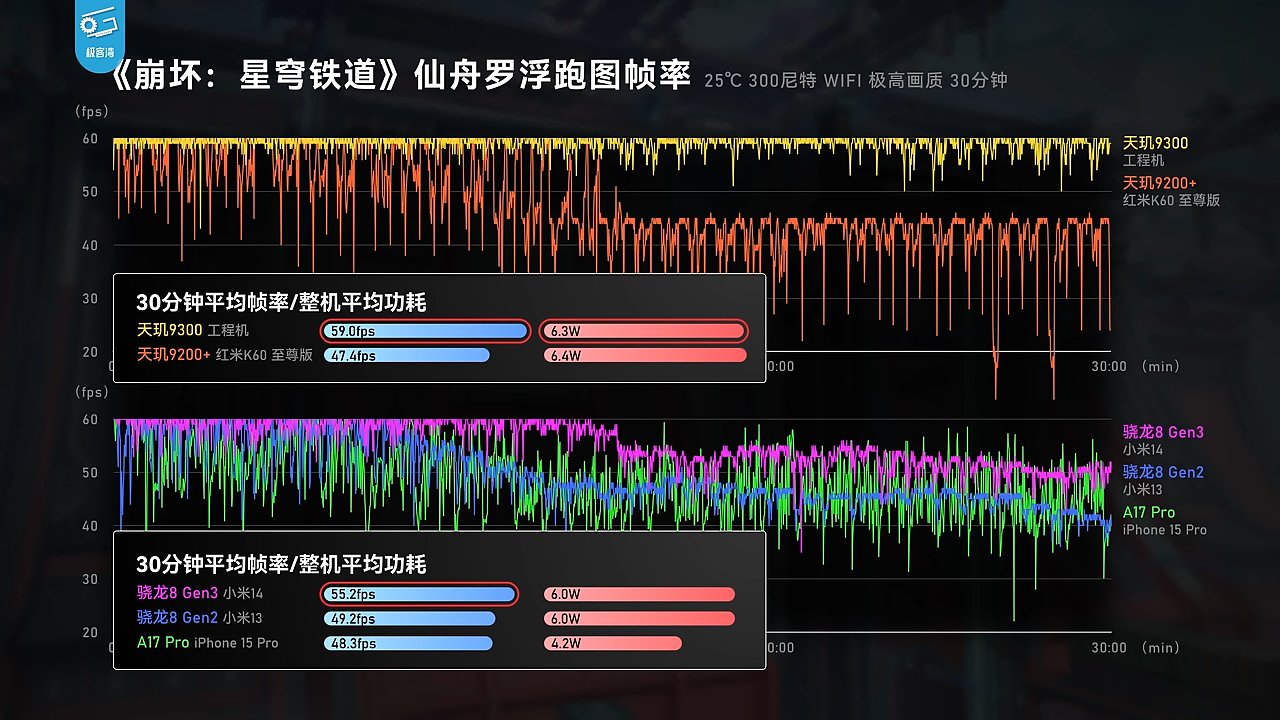 极客湾
《崩坏：星穹铁道》仙舟罗浮跑图帧率 25℃ 300尼特 WIFI 极高画质 30分钟
(fps)
60
50
40
30
20
天玑9300
工程机
天玑9200+
红米K60 至尊版
30分钟平均帧率/整机平均功耗
天玑9300 工程机 59.0fps 6.3W
天玑9200+ 红米K60 至尊版 47.4fps 6.4W
0:00 30:00 (min)
(fps)
60
50
40
30
20
骁龙8 Gen3
小米14
骁龙8 Gen2
小米13
A17 Pro
iPhone 15 Pro
30分钟平均帧率/整机平均功耗
骁龙8 Gen3 小米14 55.2fps 6.0W
骁龙8 Gen2 小米13 49.2fps 6.0W
A17 Pro iPhone 15 Pro 48.3fps 4.2W
0:00 30:00 (min)